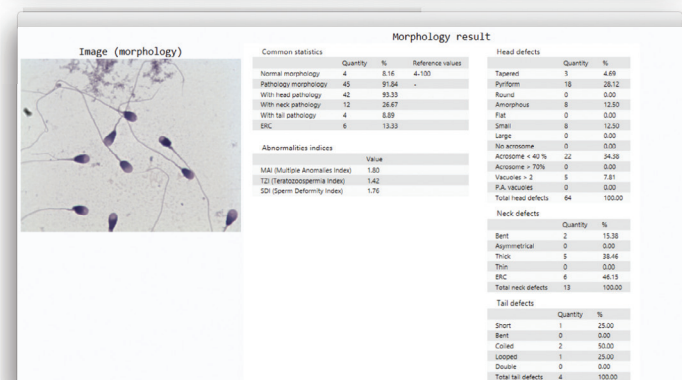 Morphology result
Image (morphology)
Common statistics
Quantity % Reference values
Normal morphology 4 8.16 4-100
Pathology morphology 45 91.84 -
With head pathology 42 93.33
With neck pathology 12 26.67
With tail pathology 4 8.89
ERC 6 13.33
Abnormalities indices
Value
MAI (Multiple Anomalies Index) 1.80
TZI (Teratozoospermia Index) 1.42
SDI (Sperm Deformity Index) 1.76
Head defects
Quantity %
Tapered 3 4.69
Pyriform 18 28.12
Round 0 0.00
Amorphous 8 12.50
Flat 0 0.00
Small 8 12.50
Large 0 0.00
No acrosome 0 0.00
Acrosome < 40 % 22 34.38
Acrosome > 70% 0 0.00
Vacuoles > 2 5 7.81
P.A. vacuoles 0 0.00
Total head defects 64 100.00
Neck defects
Quantity %
Bent 2 15.38
Asymmetrical 0 0.00
Thick 5 38.46
Thin 0 0.00
ERC 6 46.15
Total neck defects 13 100.00
Tail defects
Quantity %
Short 1 25.00
Bent 0 0.00
Coiled 2 50.00
Looped 1 25.00
Double 0 0.00
Total tail defects 4 100.00